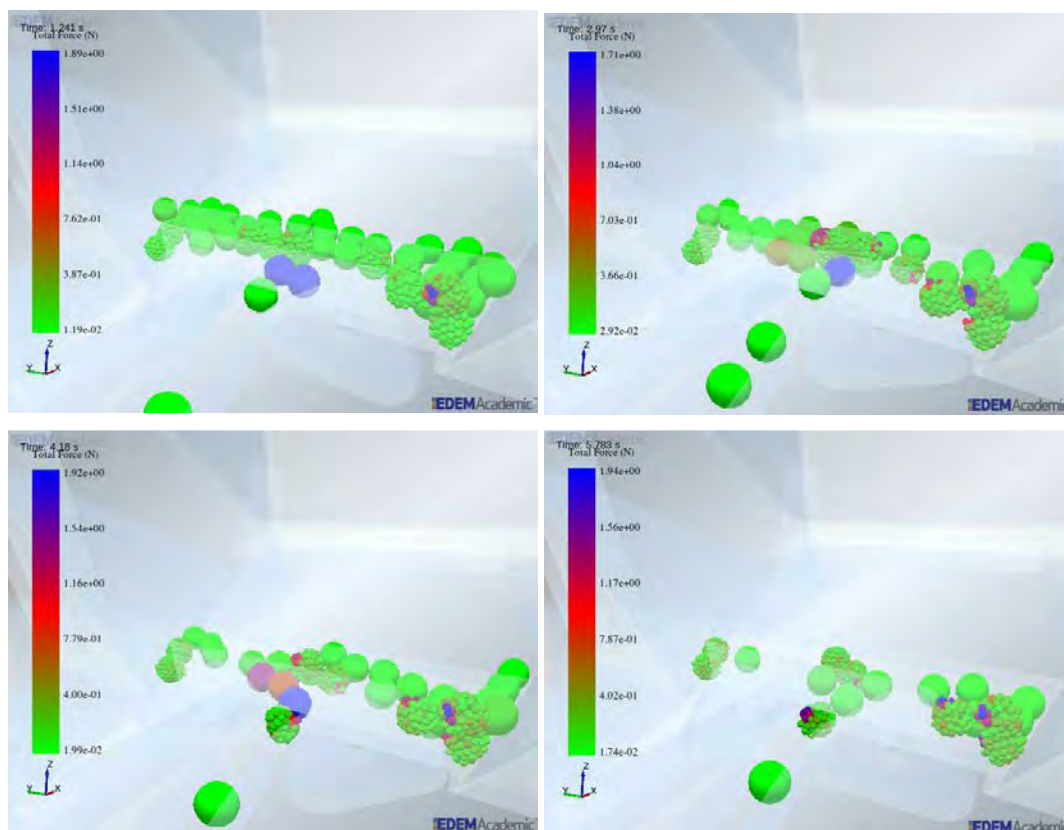 Time: 1.241 s
Total Force (N)
1.89e+00
1.51e+00
1.14e+00
7.62e-01
3.87e-01
1.19e-02
Z
Y
X
EDEMAcademic
Time: 2.97 s
Total Force (N)
1.71e+00
1.38e+00
1.04e+00
7.03e-01
3.66e-01
2.92e-02
Z
Y
X
EDEMAcademic
Time: 4.18 s
Total Force (N)
1.92e+00
1.54e+00
1.16e+00
7.79e-01
4.00e-01
1.99e-02
Z
Y
X
EDEMAcademic
Time: 5.783 s
Total Force (N)
1.94e+00
1.56e+00
1.17e+00
7.87e-01
4.02e-01
1.74e-02
Z
Y
X
EDEMAcademic